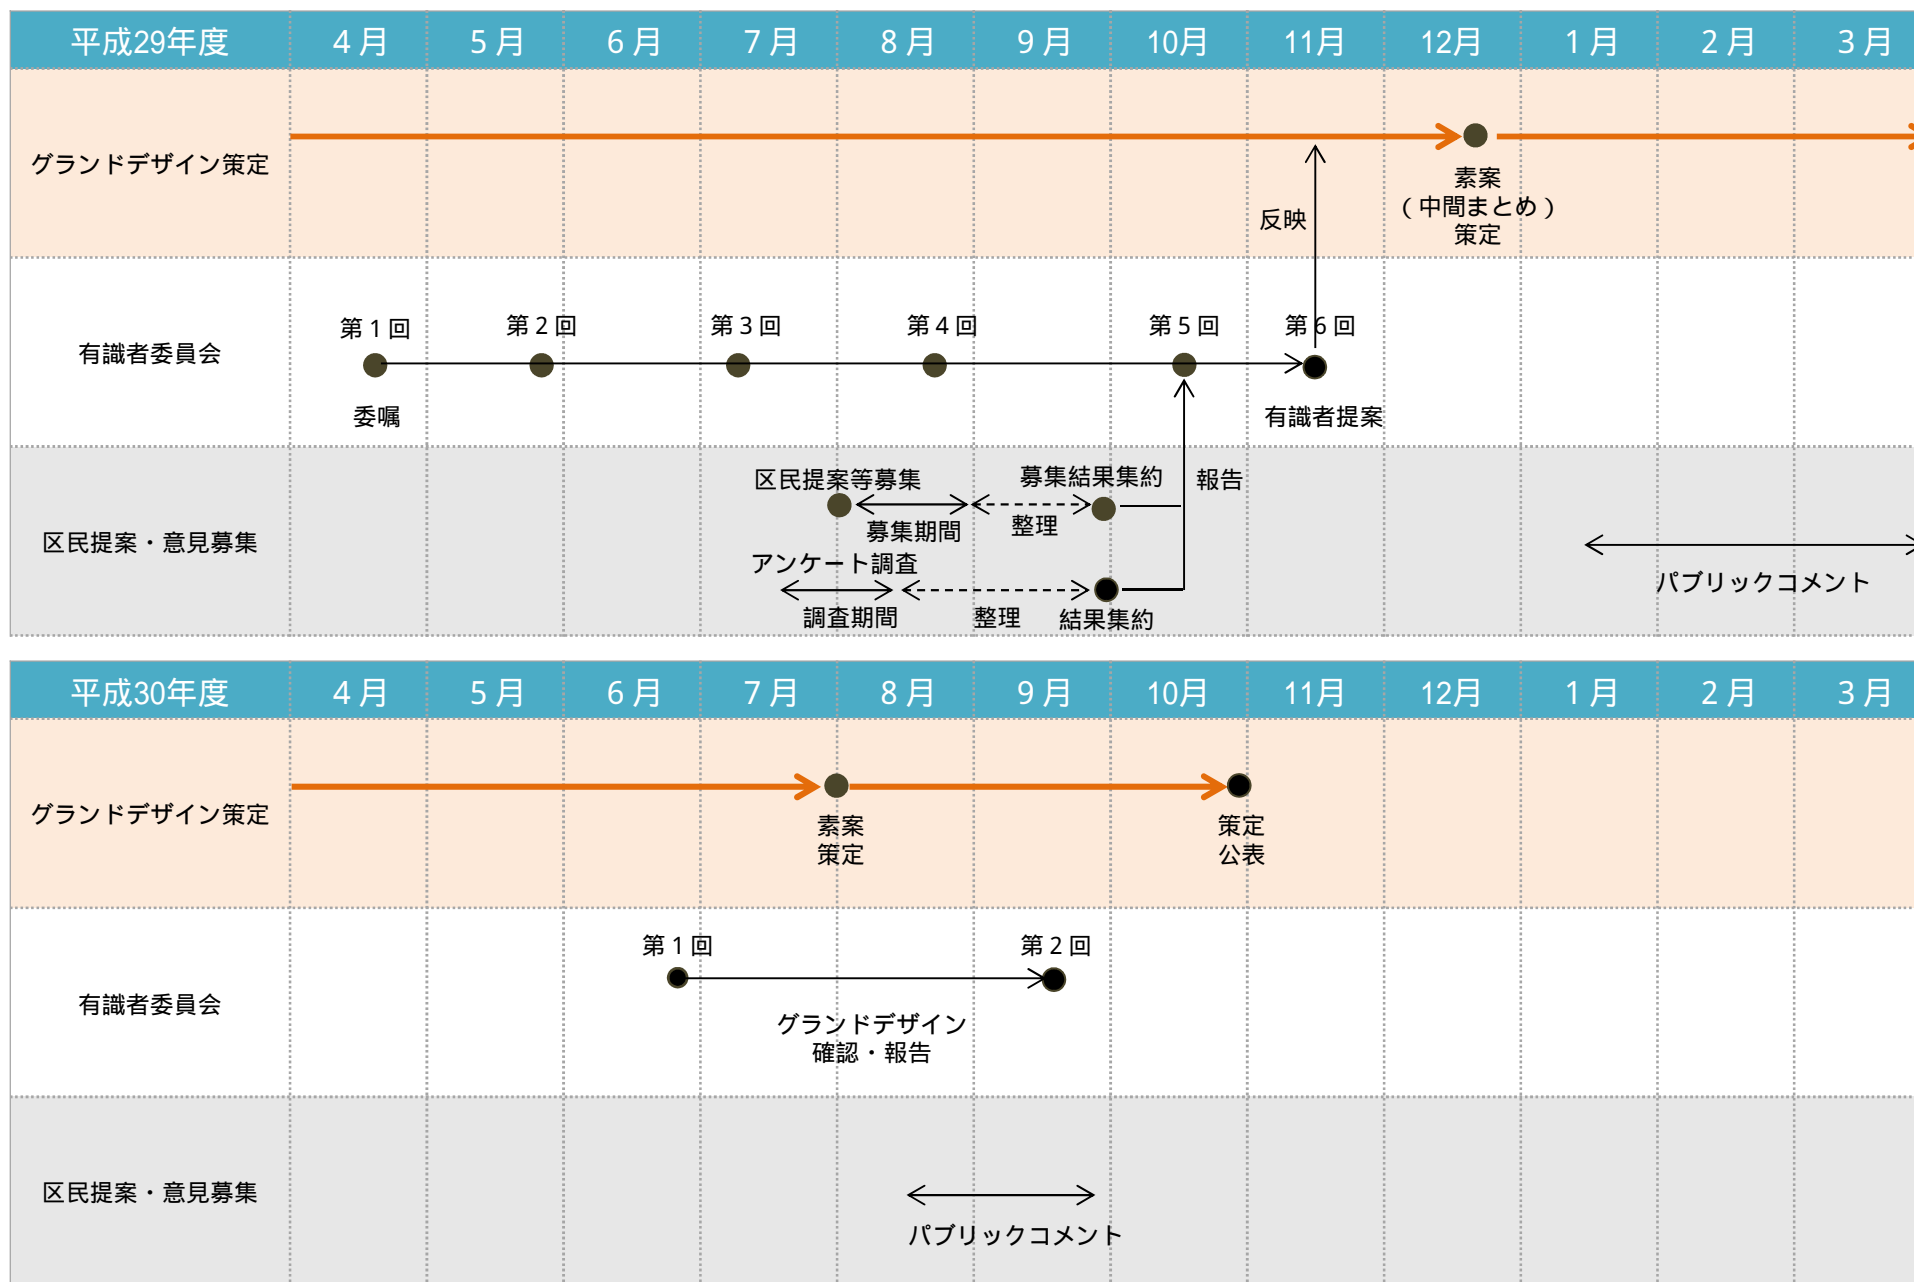 平成29年度 4月 5月 6月 7月 8月 9月 10月 11月 12月 1月 2月 3月
グランドデザイン策定
反映
素案
（中間まとめ）
策定
有識者委員会
第1回 第2回 第3回 第4回 第5回 第6回
委嘱
有識者提案
区民提案・意見募集
区民提案等募集
募集期間
整理
募集結果集約
報告
アンケート調査
調査期間
整理
結果集約
パブリックコメント
平成30年度 4月 5月 6月 7月 8月 9月 10月 11月 12月 1月 2月 3月
グランドデザイン策定
素案
策定
策定
公表
有識者委員会
第1回 第2回
グランドデザイン
確認・報告
区民提案・意見募集
パブリックコメント